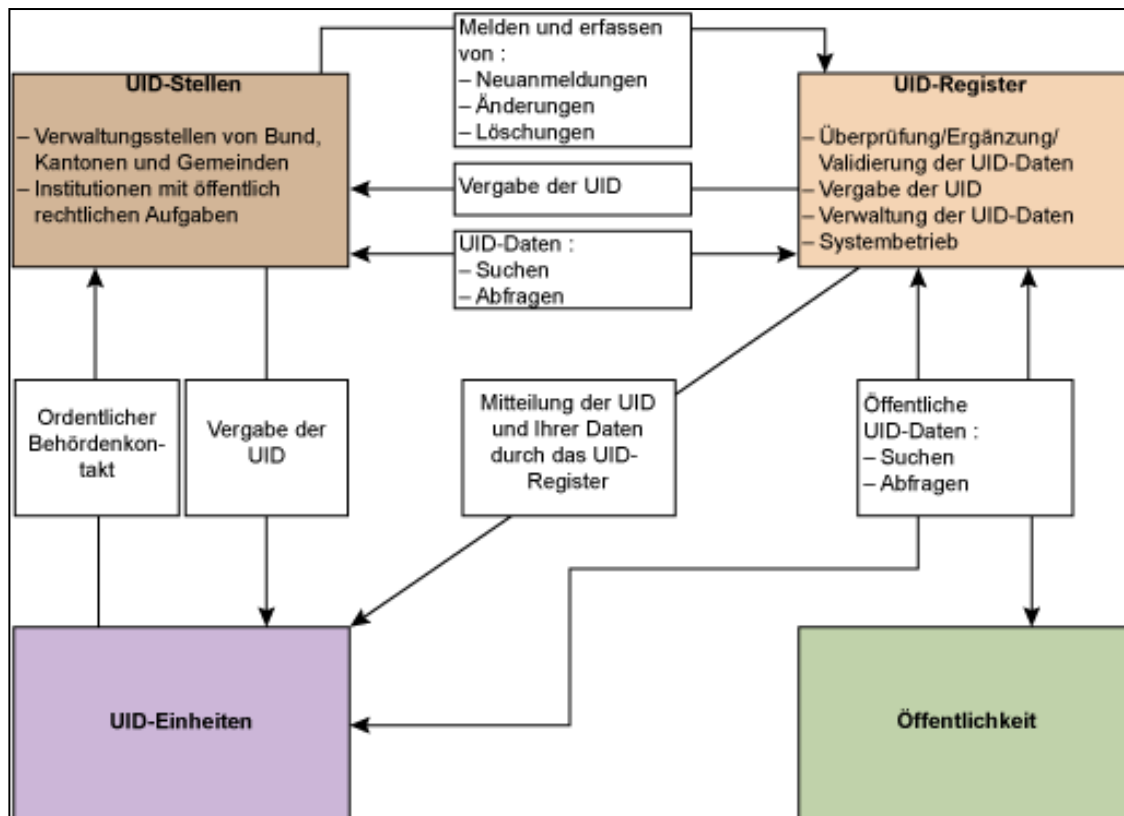 Melden und erfassen
von :
– Neuanmeldungen
– Änderungen
– Löschungen
UID-Stellen
– Verwaltungsstellen von Bund,
Kantonen und Gemeinden
– Institutionen mit öffentlich
rechtlichen Aufgaben
UID-Register
– Überprüfung/Ergänzung/
Validierung der UID-Daten
– Vergabe der UID
– Verwaltung der UID-Daten
– Systembetrieb
Vergabe der UID
UID-Daten :
– Suchen
– Abfragen
Ordentlicher
Behördenkon-
takt
Vergabe der
UID
Mitteilung der UID
und Ihrer Daten
durch das UID-
Register
Öffentliche
UID-Daten :
– Suchen
– Abfragen
UID-Einheiten
Öffentlichkeit